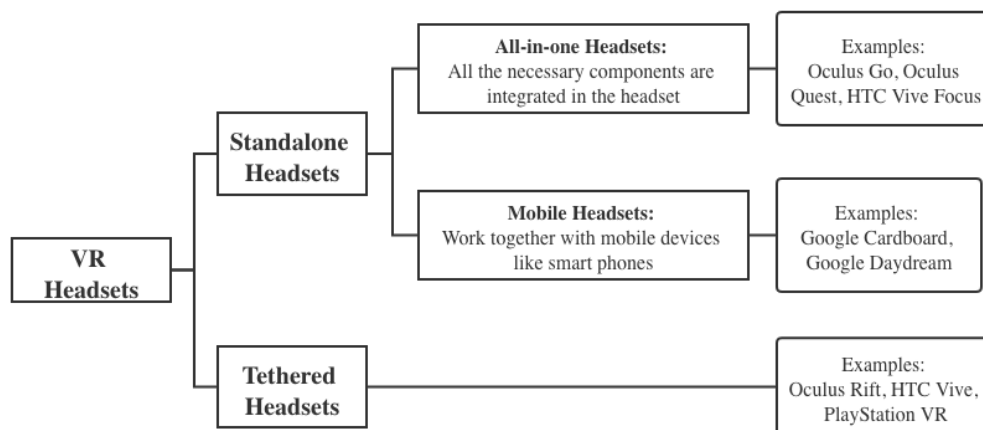 VR
Headsets
Standalone
Headsets
All-in-one Headsets:
All the necessary components are
integrated in the headset
Examples:
Oculus Go, Oculus
Quest, HTC Vive Focus
Mobile Headsets:
Work together with mobile devices
like smart phones
Examples:
Google Cardboard,
Google Daydream
Tethered
Headsets
Examples:
Oculus Rift, HTC Vive,
PlayStation VR